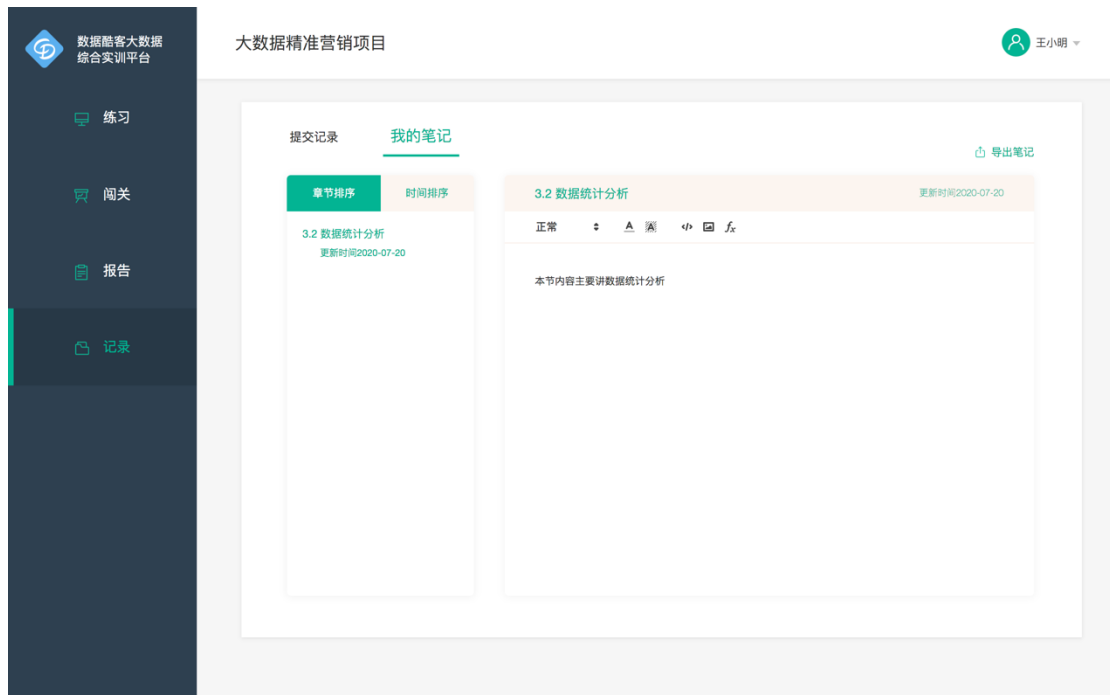 数据酷客大数据
综合实训平台
大数据精准营销项目
王小明
练习
闯关
报告
记录
提交记录
我的笔记
导出笔记
章节排序
时间排序
3.2 数据统计分析
更新时间2020-07-20
3.2 数据统计分析
更新时间2020-07-20
正常
A
A
fx
本节内容主要讲数据统计分析